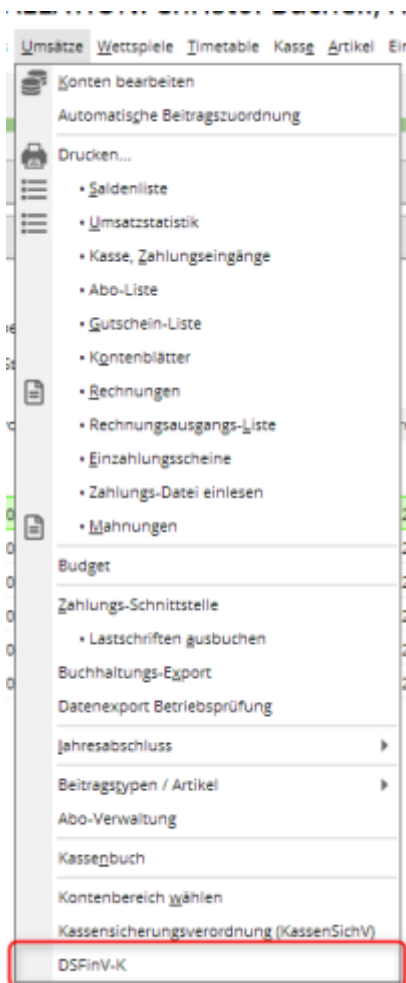 Umsätze Wettspiele Timetable Kasse Artikel
Konten bearbeiten
Automatische Beitragszuordnung
Drucken...
• Saldenliste
• Umsatzstatistik
• Kasse, Zahlungseingänge
• Abo-Liste
• Gutschein-Liste
• Kontenblätter
• Rechnungen
• Rechnungsausgangs-Liste
• Einzahlungsscheine
• Zahlungs-Datei einlesen
• Mahnungen
Budget
Zahlungs-Schnittstelle
• Lastschriften ausbuchen
Buchhaltungs-Export
Datenexport Betriebsprüfung
Jahresabschluss
Beitragstypen / Artikel
Abo-Verwaltung
Kassenbuch
Kontenbereich wählen
Kassensicherungsverordnung (KassenSichV)
DSFinV-K